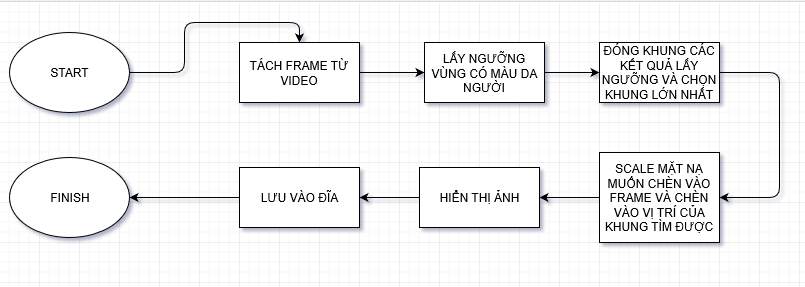 START
TÁCH FRAME TỪ
VIDEO
LẤY NGƯỠNG
VÙNG CÓ MÀU DA
NGƯỜI
ĐÓNG KHUNG CÁC
KẾT QUẢ LẤY
NGƯỠNG VÀ CHỌN
KHUNG LỚN NHẤT
SCALE MẶT NẠ
MUỐN CHÈN VÀO
FRAME VÀ CHÈN
VÀO VỊ TRÍ CỦA
KHUNG TÌM ĐƯỢC
HIỂN THỊ ẢNH
LƯU VÀO ĐĨA
FINISH